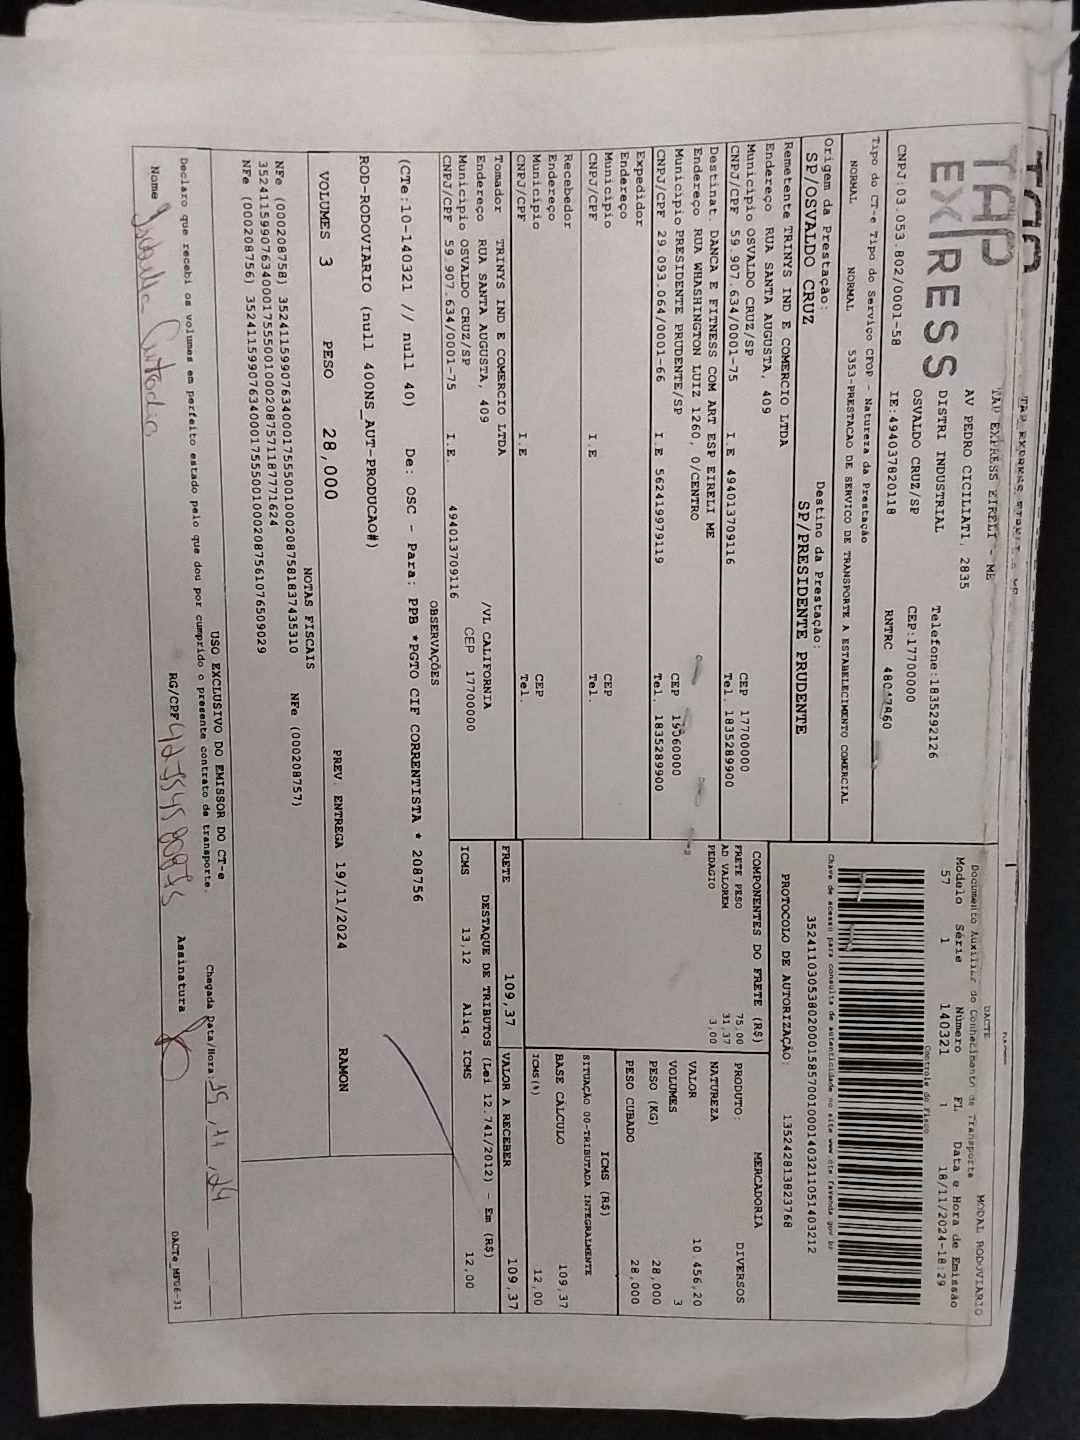 TAP
EXPRESS
TAP EXPRESS EIRELI - ME
AV PEDRO CICILIATI, 2835
DISTRI INDUSTRIAL
Telefone:1835292126
OSVALDO CRUZ/SP
CEP:17700000
CNPJ:03.053.802/0001-58
IE:494037820118
RNTRC
DACTE
MODAL RODOVIÁRIO
Documento Auxiliar do Conhecimento de Transporte
Modelo Série Número FL Data e Hora de Emissão
57 1 140321 1 18/11/2024-18:29
Controle do Fisco
Chave de acesso para consulta de autenticidade no site www.cte.fazenda.gov.br
35241103053802000158570010001403211051403212
PROTOCOLO DE AUTORIZAÇÃO: 135242813823768
Tipo do CT-e Tipo do Serviço CFOP - Natureza da Prestação
NORMAL NORMAL 5353-PRESTACAO DE SERVICO DE TRANSPORTE A ESTABELECIMENTO COMERCIAL
Origem da Prestação: Destino da Prestação:
SP/OSVALDO CRUZ SP/PRESIDENTE PRUDENTE
Remetente TRINYS IND E COMERCIO LTDA
Endereço RUA SANTA AUGUSTA, 409
Município OSVALDO CRUZ/SP CEP 17700000
CNPJ/CPF 59.907.634/0001-75 I.E 494013709116 Tel. 1835289900
Destinat. DANCA E FITNESS COM ART ESP EIRELI ME
Endereço RUA WHASHINGTON LUIZ 1260, 0/CENTRO
Município PRESIDENTE PRUDENTE/SP CEP 19060000
CNPJ/CPF 29.093.064/0001-66 I.E 562419979119 Tel. 1835289900
Expedidor
Endereço
Município CEP
CNPJ/CPF I.E Tel.
Recebedor
Endereço
Município CEP
CNPJ/CPF I.E Tel.
Tomador TRINYS IND E COMERCIO LTDA
Endereço RUA SANTA AUGUSTA, 409 /VL CALIFORNIA
Município OSVALDO CRUZ/SP CEP 17700000
CNPJ/CPF 59.907.634/0001-75 I.E. 494013709116
COMPONENTES DO FRETE (R$)
FRETE PESO 75,00
AD VALOREM 31,37
PEDAGIO 3,00
PRODUTO: MERCADORIA
NATUREZA DIVERSOS
VALOR 10.456,20
VOLUMES 3
PESO (KG) 28,000
PESO CUBADO 28,000
ICMS (R$)
SITUAÇÃO 00-TRIBUTADA INTEGRALMENTE
BASE CÁLCULO 109,37
ICMS(%) 12,00
FRETE 109,37 VALOR A RECEBER 109,37
DESTAQUE DE TRIBUTOS (Lei 12.741/2012) - Em (R$)
ICMS 13,12 Aliq. ICMS 12,00
OBSERVAÇÕES
(CTe:10-140321 // null 40) De: OSC - Para: PPB *PGTO CIF CORRENTISTA * 208756
ROD-RODOVIARIO (null 400NS_AUT-PRODUCAO#)
VOLUMES 3 PESO 28,000 PREV. ENTREGA 19/11/2024 RAMON
NOTAS FISCAIS
NFe (000208758) 35241159907634000175550010002087581837435310 NFe (000208757)
35241159907634000175550010002087571187771624
NFe (000208756) 35241159907634000175550010002087561076509029
USO EXCLUSIVO DO EMISSOR DO CT-e
Declaro que recebi os volumes em perfeito estado pelo que dou por cumprido o presente contrato de transporte.
Chegada Data/Hora 19/11/24
Nome RG/CPF Assinatura
DACTe_MF06-31